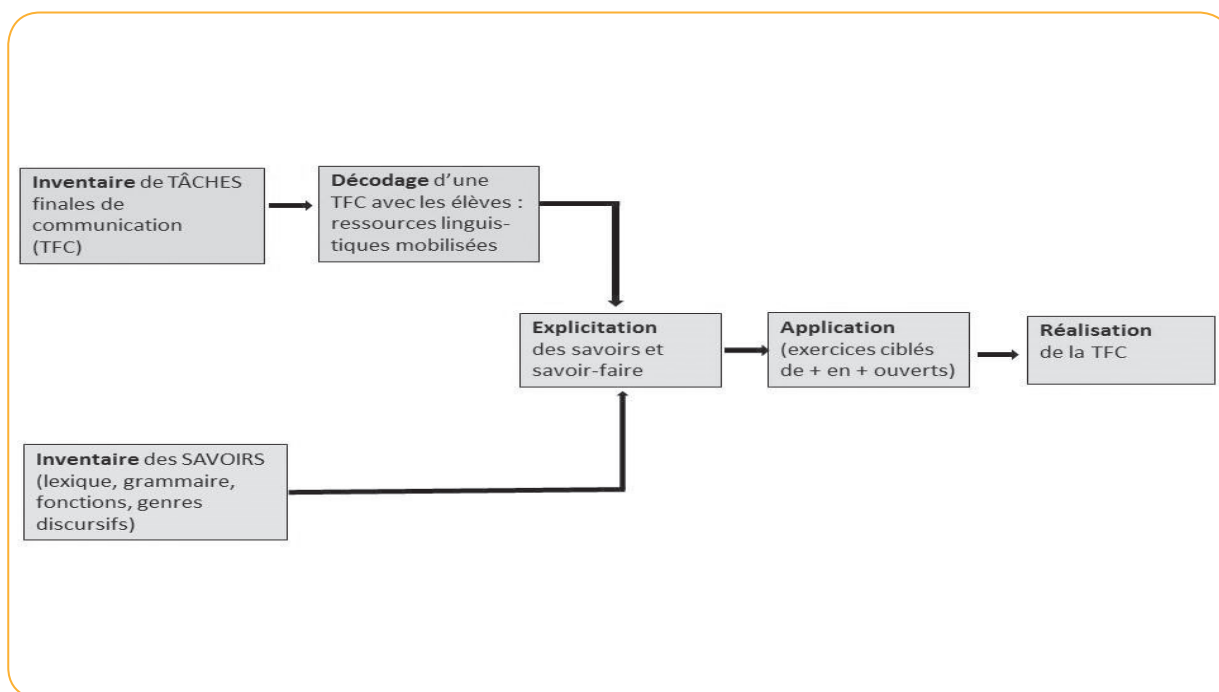 Inventaire de TÂCHES
finales de
communication
(TFC)
Décodage d’une
TFC avec les élèves :
ressources linguis-
tiques mobilisées
Explicitation
des savoirs et
savoir-faire
Application
(exercices ciblés
de + en + ouverts)
Réalisation
de la TFC
Inventaire des SAVOIRS
(lexique, grammaire,
fonctions, genres
discursifs)